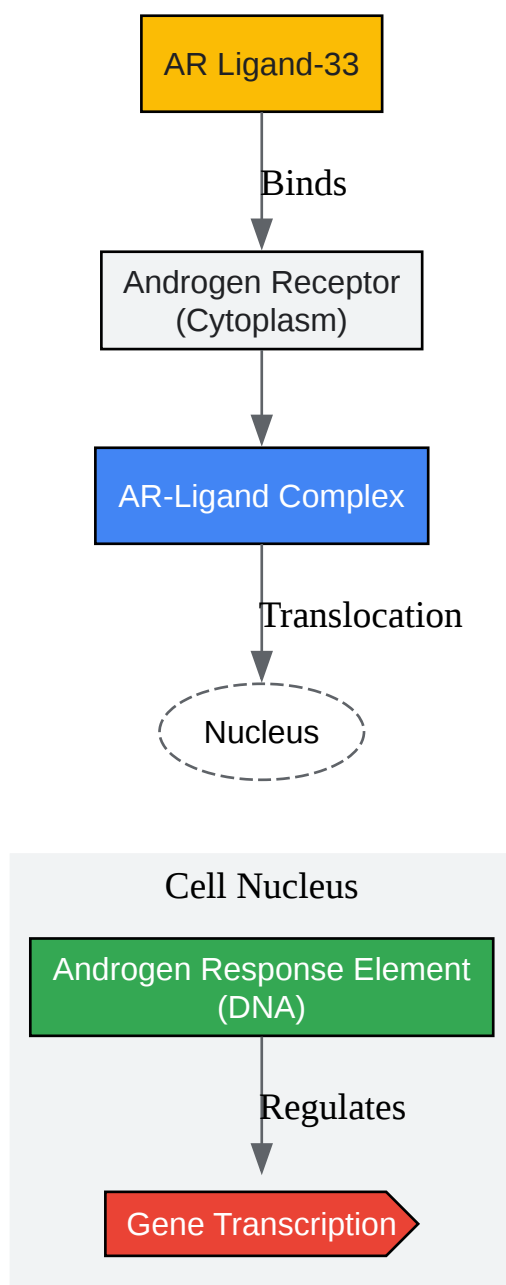 AR Ligand-33
Binds
Androgen Receptor
(Cytoplasm)
AR-Ligand Complex
Translocation
Nucleus
Cell Nucleus
Androgen Response Element
(DNA)
Regulates
Gene Transcription